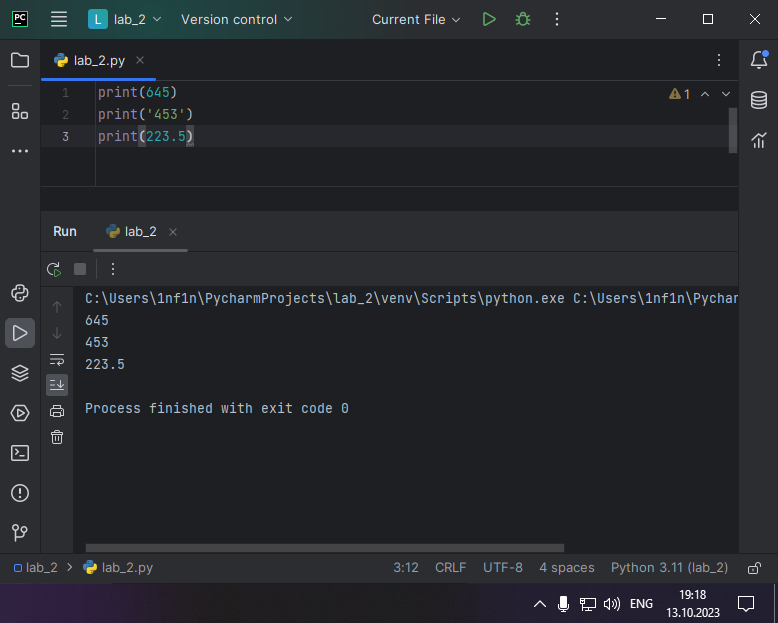 PC L lab_2 Version control Current File
lab_2.py
1 print(645)
2 print('453')
3 print(223.5)
1
Run lab_2
C:\Users\1nf1n\PycharmProjects\lab_2\venv\Scripts\python.exe C:\Users\1nf1n\Pychar
645
453
223.5
Process finished with exit code 0
lab_2 > lab_2.py 3:12 CRLF UTF-8 4 spaces Python 3.11 (lab_2)
ENG 19:18
13.10.2023